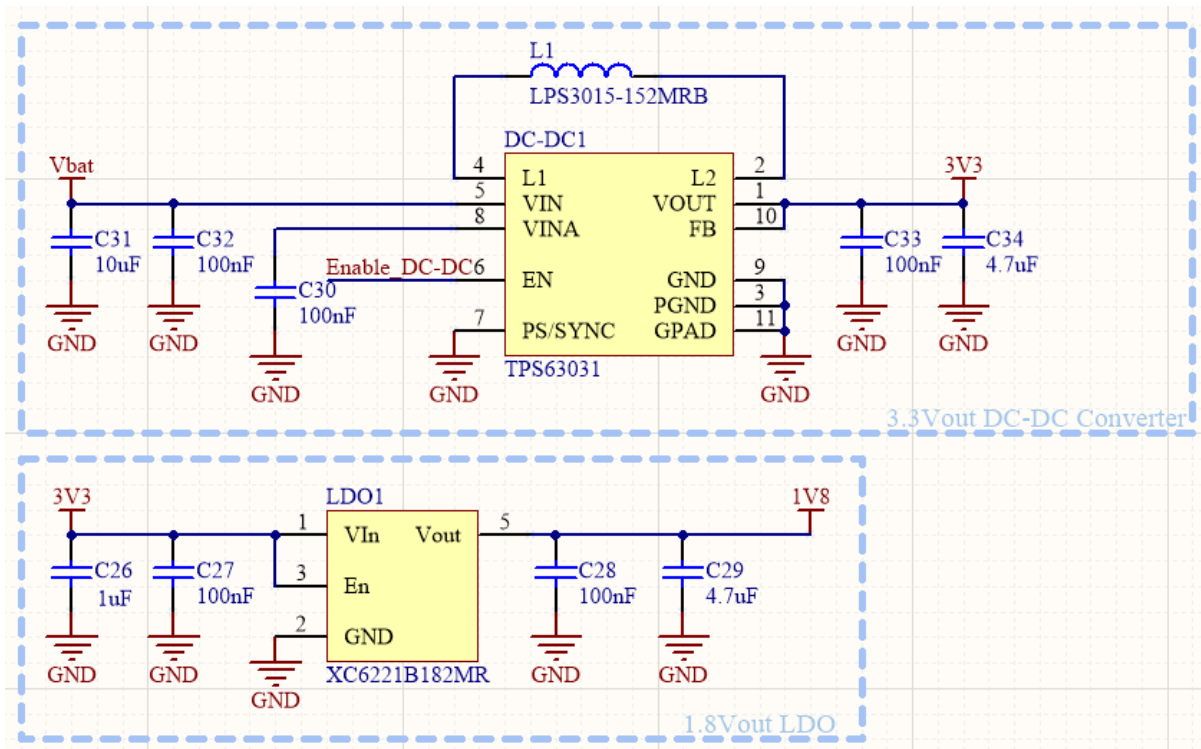 L1
LPS3015-152MRB
DC-DC1
Vbat
3V3
4
L1
L2
2
5
VIN
VOUT
1
8
VINA
FB
10
C31
10uF
C32
100nF
C33
100nF
C34
4.7uF
Enable_DC-DC
6
EN
GND
9
C30
100nF
PGND
3
7
PS/SYNC
GPAD
11
TPS63031
GND
GND
GND
GND
GND
GND
GND
3.3Vout DC-DC Converter
3V3
LDO1
1V8
1
VIn
Vout
5
C26
1uF
C27
100nF
3
En
C28
100nF
C29
4.7uF
2
GND
XC6221B182MR
GND
GND
GND
GND
GND
1.8Vout LDO